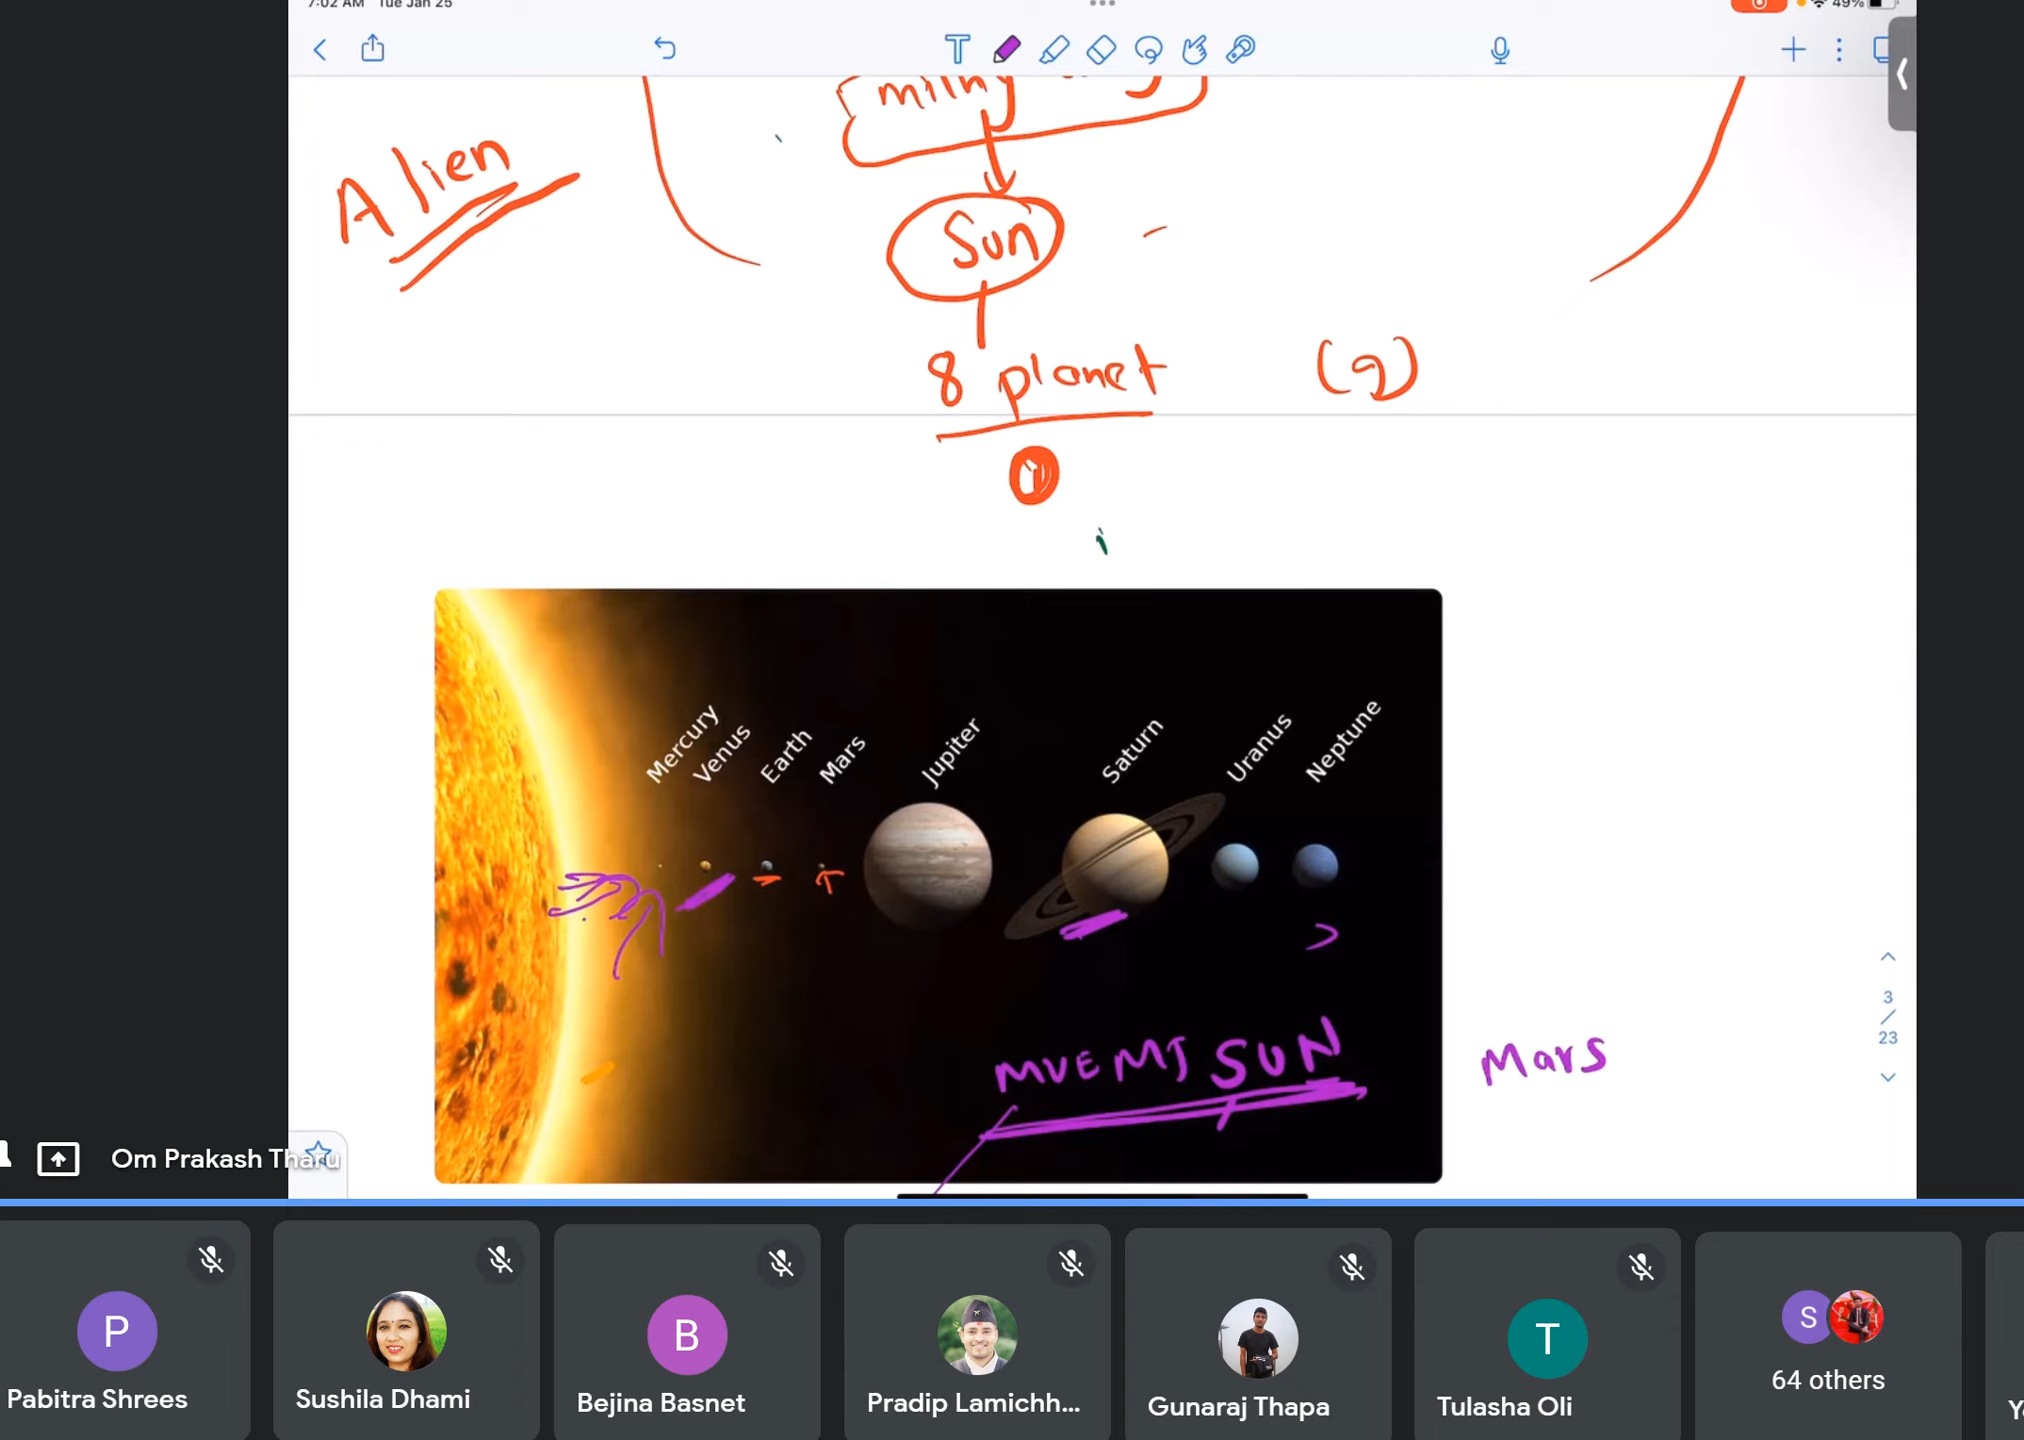 7:02 AM Tue Jan 25
49%
milky
Alien
Sun
8 planet (9)
1
Mercury
Venus
Earth
Mars
Jupiter
Saturn
Uranus
Neptune
MVEMJ SUN
Mars
3
/
23
Om Prakash Tharu
P
B
T
S
64 others
Pabitra Shrees
Sushila Dhami
Bejina Basnet
Pradip Lamichh...
Gunaraj Thapa
Tulasha Oli